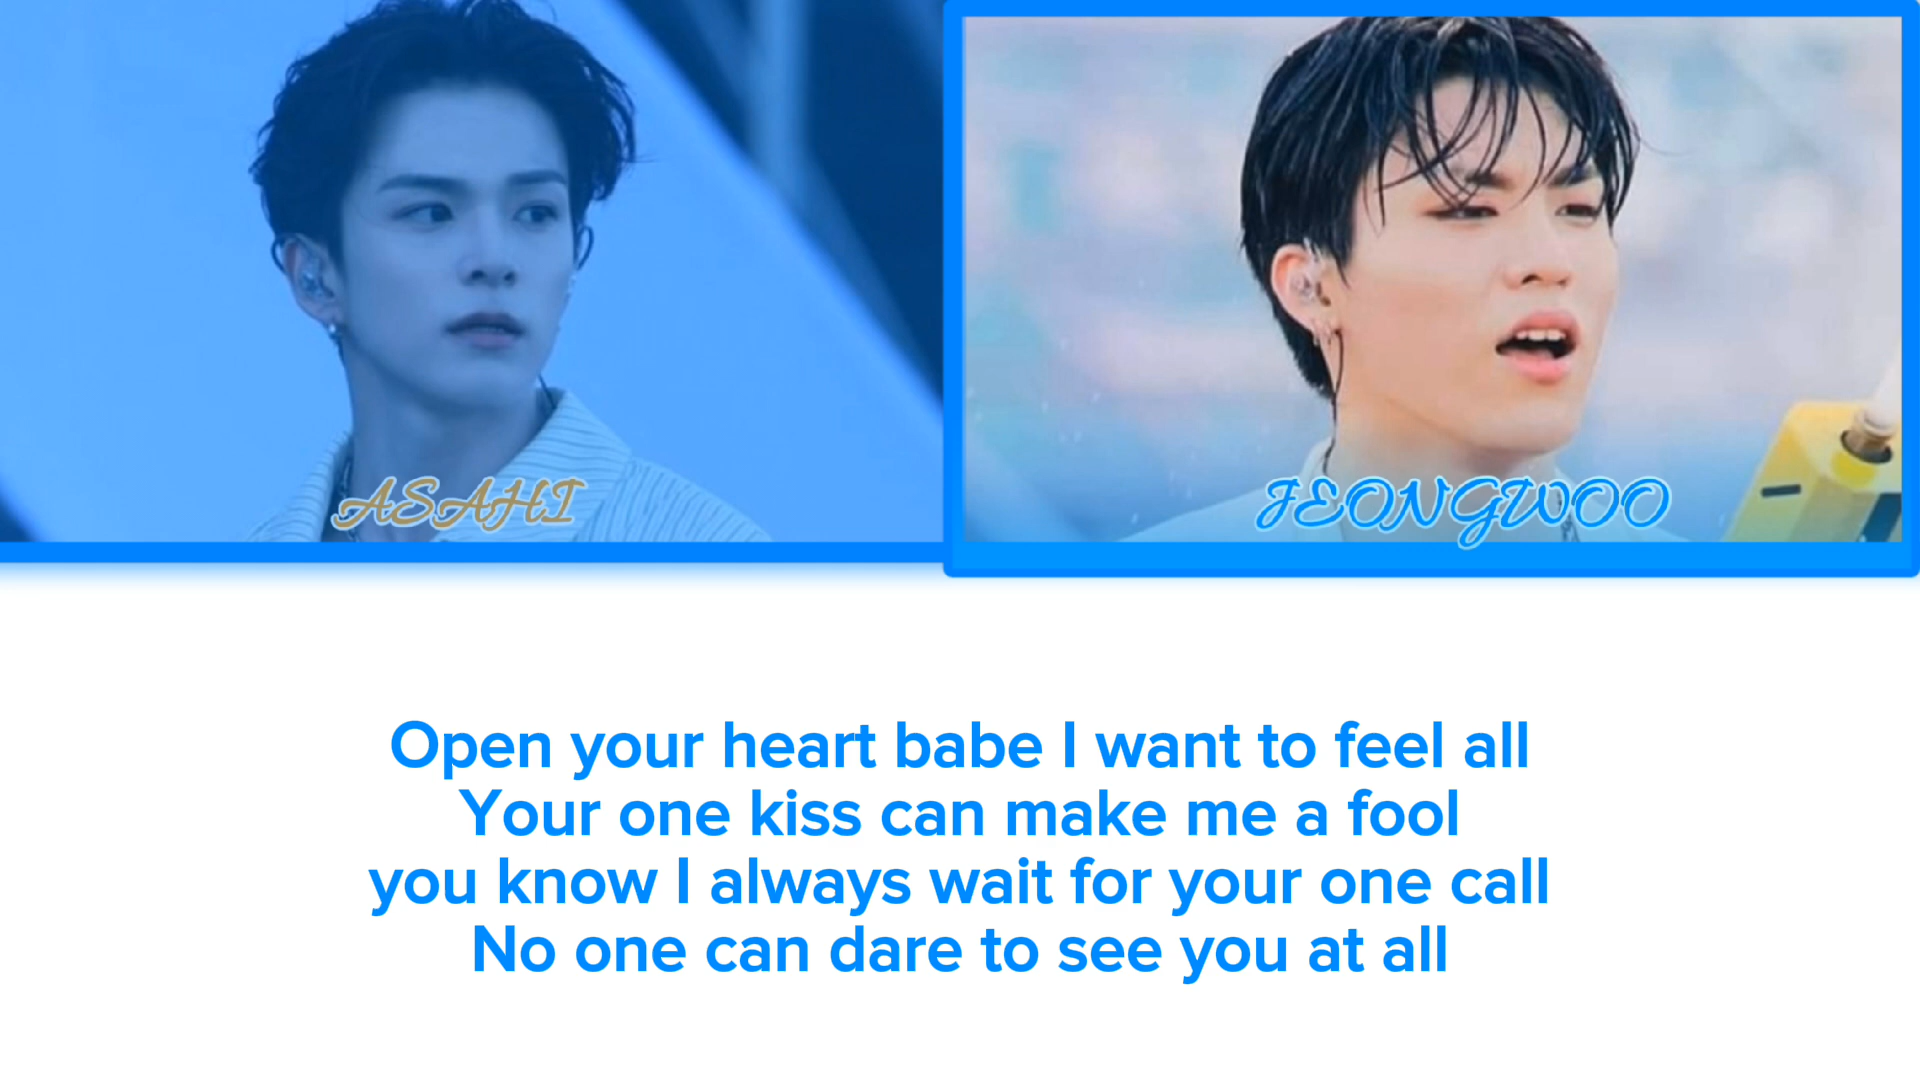 ASAHI
JEONGWOO
Open your heart babe I want to feel all
Your one kiss can make me a fool
you know I always wait for your one call
No one can dare to see you at all